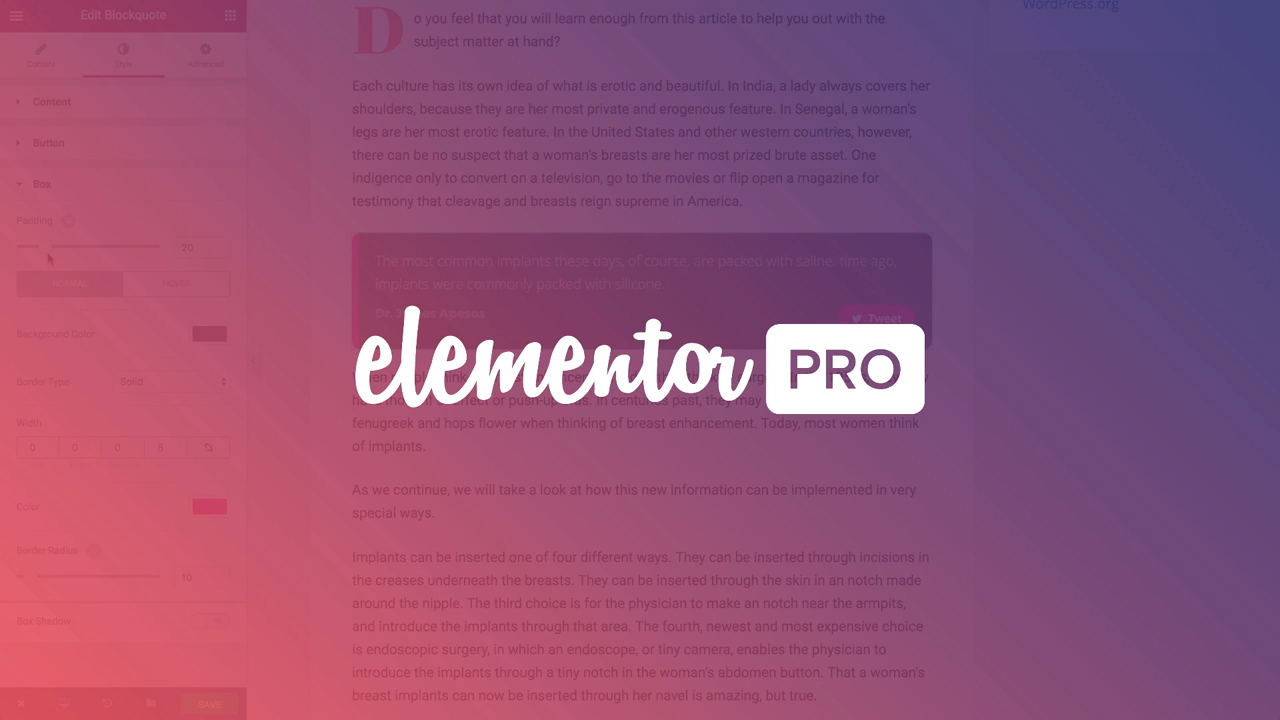 Edit Blockquote
Content
Style
Advanced
Content
Button
Box
Padding
20
NORMAL
HOVER
Background Color
Border Type
Solid
Width
0
0
0
6
Color
Border Radius
10
Box Shadow
SAVE
WordPress.org
Do you feel that you will learn enough from this article to help you out with the
subject matter at hand?
Each culture has its own idea of what is erotic and beautiful. In India, a lady always covers her
shoulders, because they are her most private and erogenous feature. In Senegal, a woman's
legs are her most erotic feature. In the United States and other western countries, however,
there can be no suspect that a woman's breasts are her most prized brute asset. One
indigence only to convert on a television, go to the movies or flip open a magazine for
testimony that cleavage and breasts reign supreme in America.
The most common implants these days, of course, are packed with saline. time ago,
implants were commonly packed with silicone.
Dr. Apesos
Tweet
elementor PRO
or push-up In past, they may
fenugreek and hops flower when thinking of breast enhancement. Today, most women think
of implants.
As we continue, we will take a look at how this new information can be implemented in very
special ways.
Implants can be inserted one of four different ways. They can be inserted through incisions in
the creases underneath the breasts. They can be inserted through the skin in an notch made
around the nipple. The third choice is for the physician to make an notch near the armpits,
and introduce the implants through that area. The fourth, newest and most expensive choice
is endoscopic surgery, in which an endoscope, or tiny camera, enables the physician to
introduce the implants through a tiny notch in the woman's abdomen button. That a woman's
breast implants can now be inserted through her navel is amazing, but true.